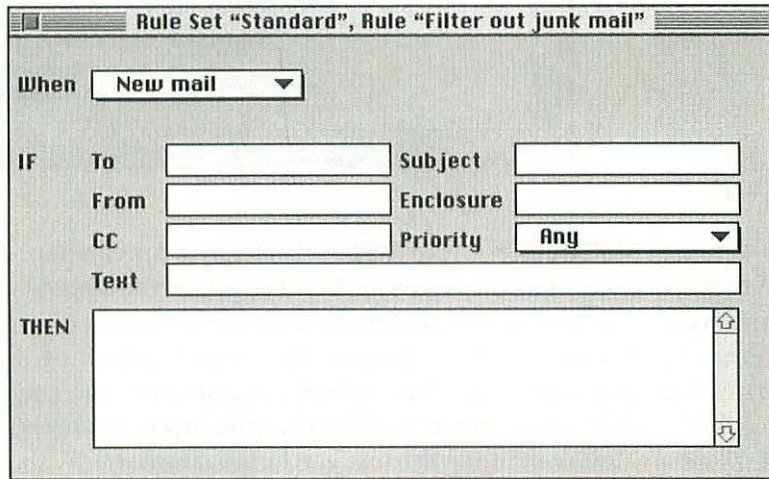 Rule Set “Standard”, Rule “Filter out junk mail”
When New mail
IF To Subject
From Enclosure
CC Priority Any
Text
THEN